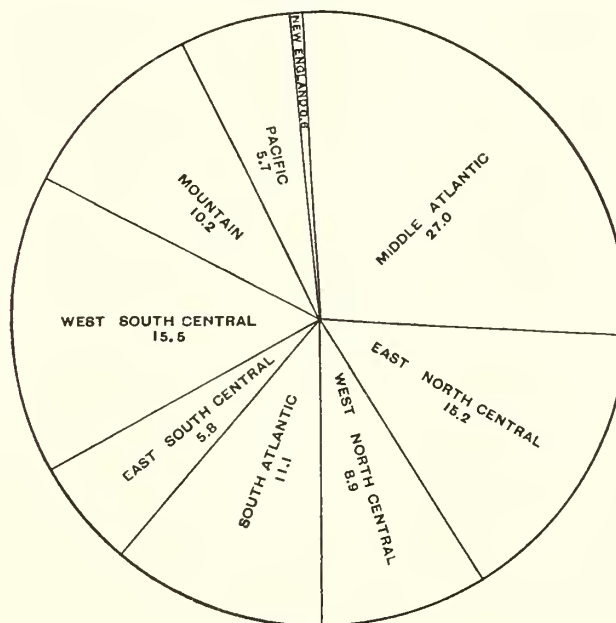 NEW ENGLAND 0.6
MIDDLE ATLANTIC
27.0
EAST NORTH CENTRAL
15.2
WEST NORTH CENTRAL
8.9
SOUTH ATLANTIC
11.1
EAST SOUTH CENTRAL
5.8
WEST SOUTH CENTRAL
15.5
MOUNTAIN
10.2
PACIFIC
5.7